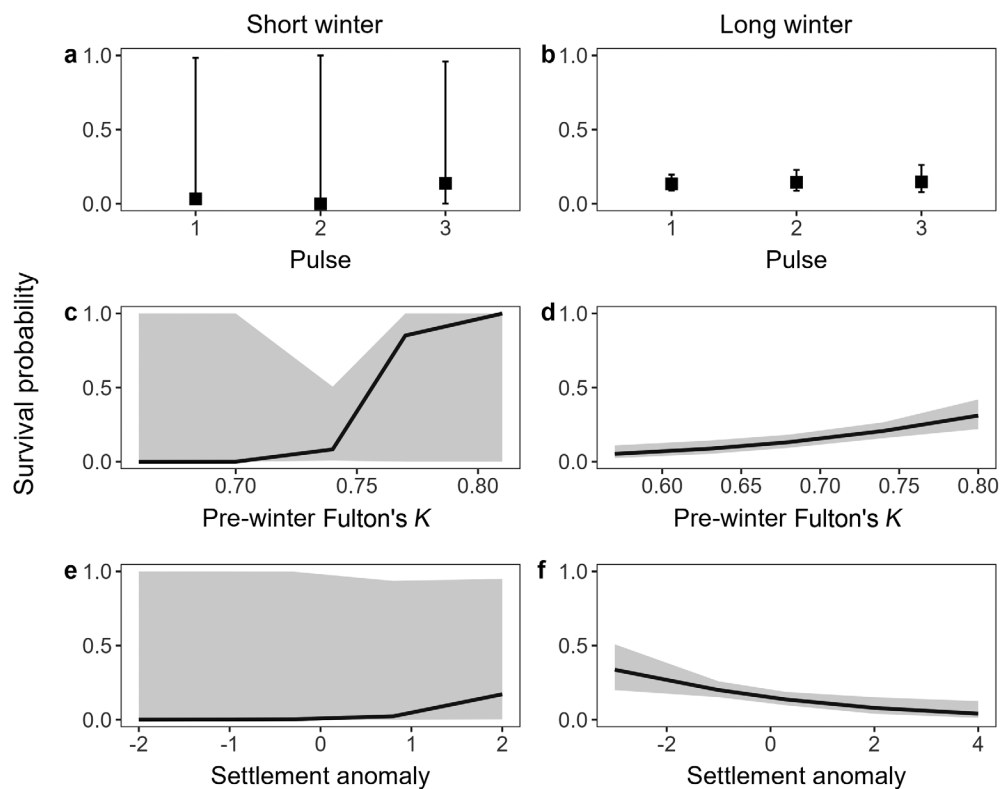 Short winter
Long winter
a
1.0
0.5
0.0
1
2
3
Pulse
b
1.0
0.5
0.0
1
2
3
Pulse
Survival probability
c
1.0
0.5
0.0
0.70
0.75
0.80
Pre-winter Fulton's K
d
1.0
0.5
0.0
0.60
0.65
0.70
0.75
0.80
Pre-winter Fulton's K
e
1.0
0.5
0.0
-2
-1
0
1
2
Settlement anomaly
f
1.0
0.5
0.0
-2
0
2
4
Settlement anomaly